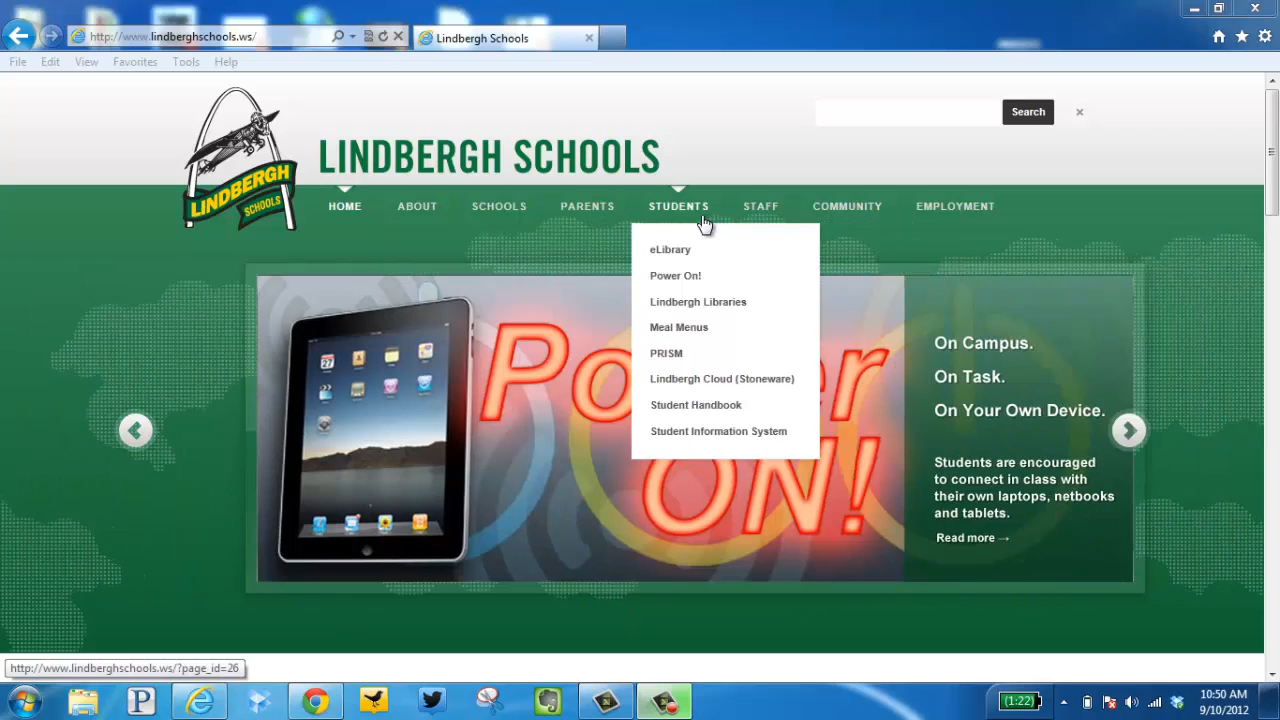 http://www.lindberghschools.ws/
Lindbergh Schools
File Edit View Favorites Tools Help
Search
LINDBERGH SCHOOLS
LINDBERGH
SCHOOLS
HOME ABOUT SCHOOLS PARENTS STUDENTS STAFF COMMUNITY EMPLOYMENT
eLibrary
Power On!
Lindbergh Libraries
Meal Menus
PRISM
Lindbergh Cloud (Stoneware)
Student Handbook
Student Information System
On Campus.
On Task.
On Your Own Device.
Students are encouraged
to connect in class with
their own laptops, netbooks
and tablets.
Read more →
http://www.lindberghschools.ws/?page_id=26
(1:22)
10:50 AM
9/10/2012